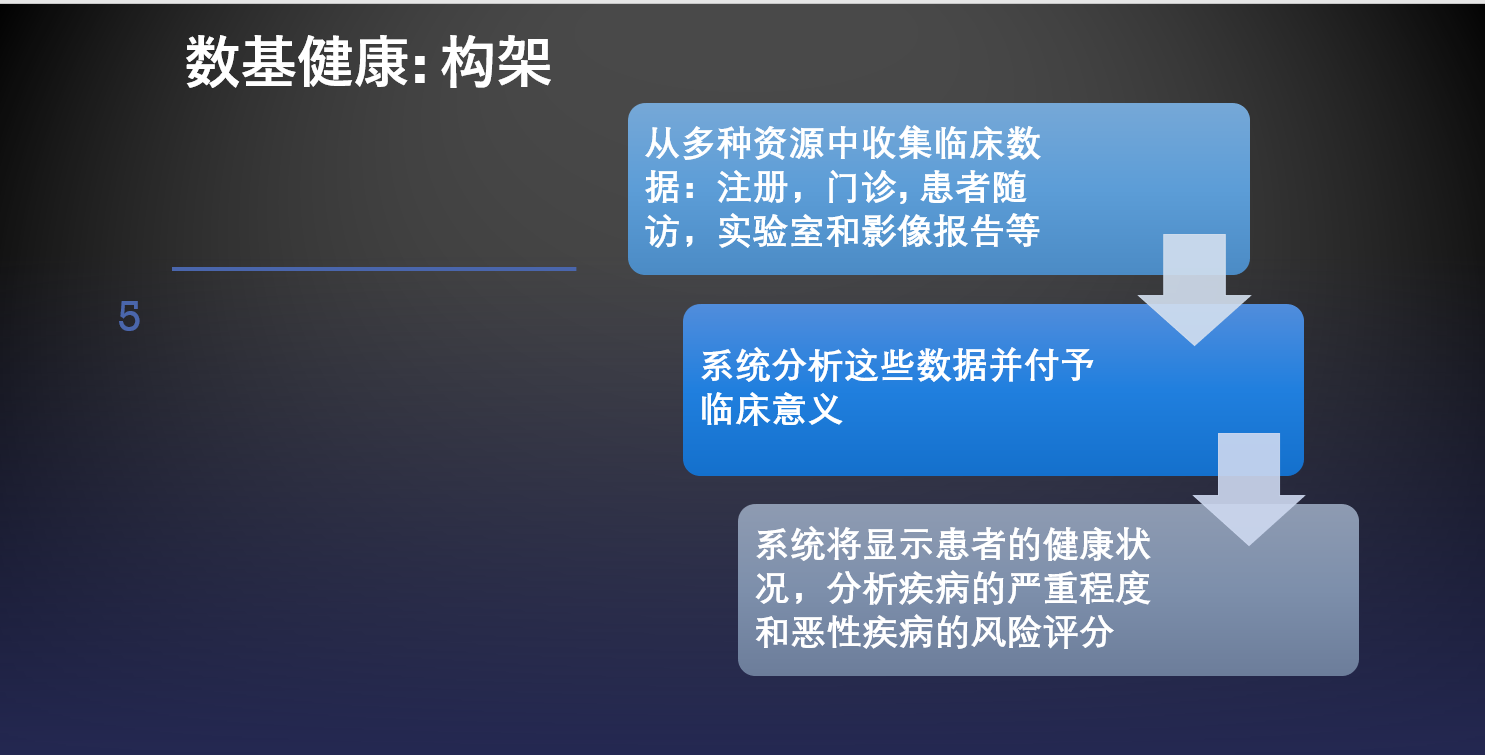 数基健康: 构架
从多种资源中收集临床数
据：注册，门诊, 患者随
访，实验室和影像报告等
5
系统分析这些数据并付予
临床意义
系统将显示患者的健康状
况，分析疾病的严重程度
和恶性疾病的风险评分